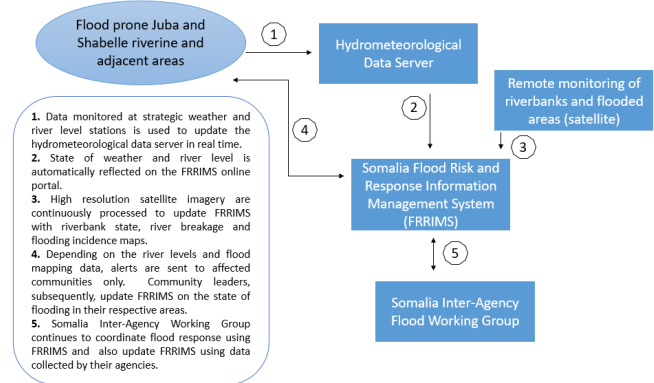 Flood prone Juba and
Shabelle riverine and
adjacent areas
1
Hydrometeorological
Data Server
Remote monitoring of
riverbanks and flooded
areas (satellite)
2
3
4
Somalia Flood Risk and
Response Information
Management System
(FRRIMS)
5
Somalia Inter-Agency
Flood Working Group
1. Data monitored at strategic weather and
river level stations is used to update the
hydrometeorological data server in real time.
2. State of weather and river level is
automatically reflected on the FRRIMS online
portal.
3. High resolution satellite imagery are
continuously processed to update FRRIMS
with riverbank state, river breakage and
flooding incidence maps.
4. Depending on the river levels and flood
mapping data, alerts are sent to affected
communities only. Community leaders,
subsequently, update FRRIMS on the state of
flooding in their respective areas.
5. Somalia Inter-Agency Working Group
continues to coordinate flood response using
FRRIMS and also update FRRIMS using data
collected by their agencies.